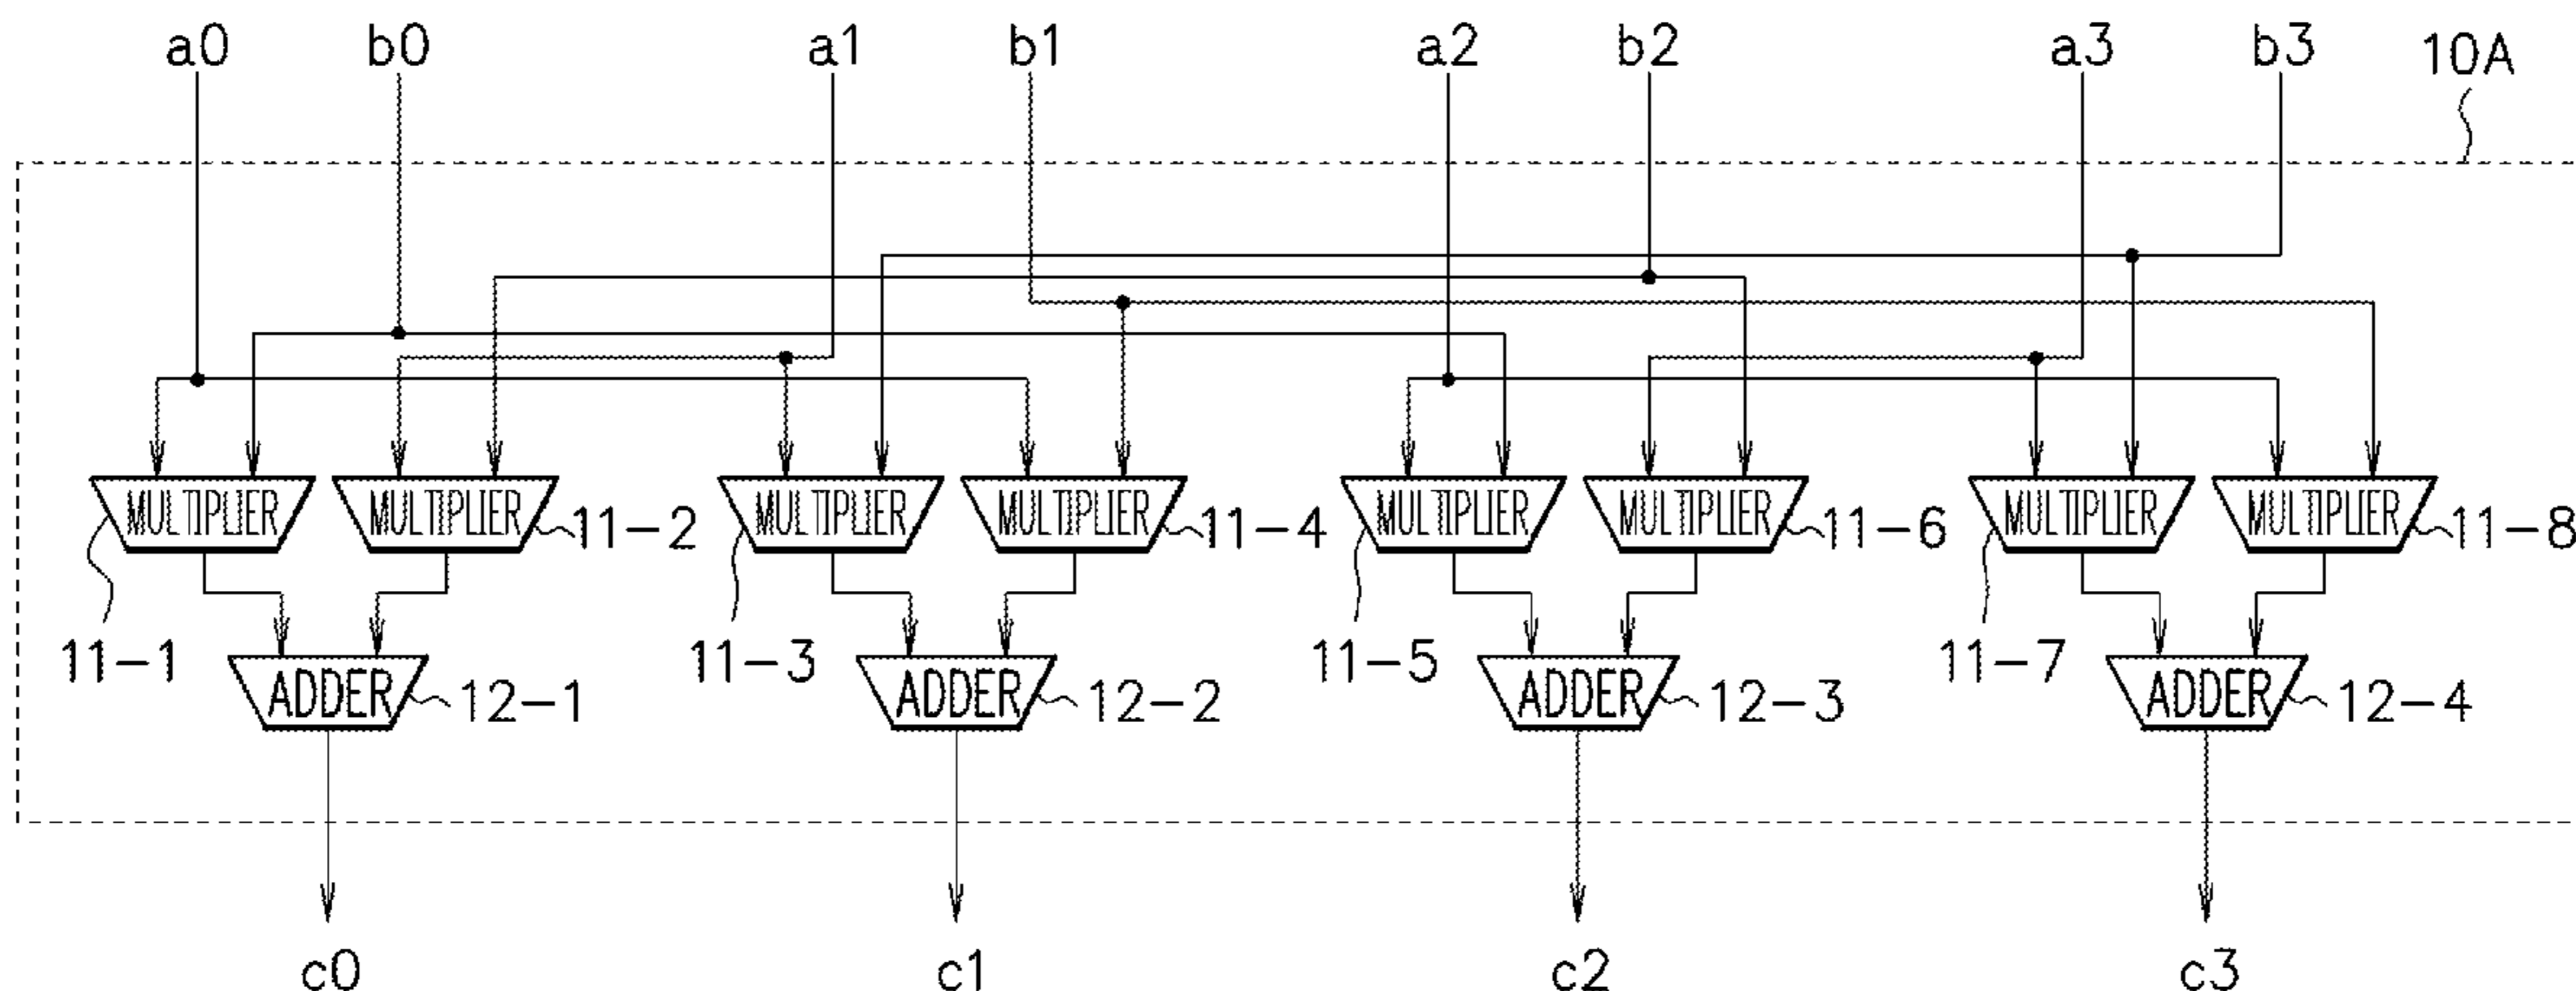 a0 b0 a1 b1 a2 b2 a3 b3 10A
MULTIPLIER MULTIPLIER 11-2 MULTIPLIER MULTIPLIER 11-4 MULTIPLIER MULTIPLIER 11-6 MULTIPLIER MULTIPLIER 11-8
11-1 11-3 11-5 11-7
ADDER 12-1 ADDER 12-2 ADDER 12-3 ADDER 12-4
c0 c1 c2 c3